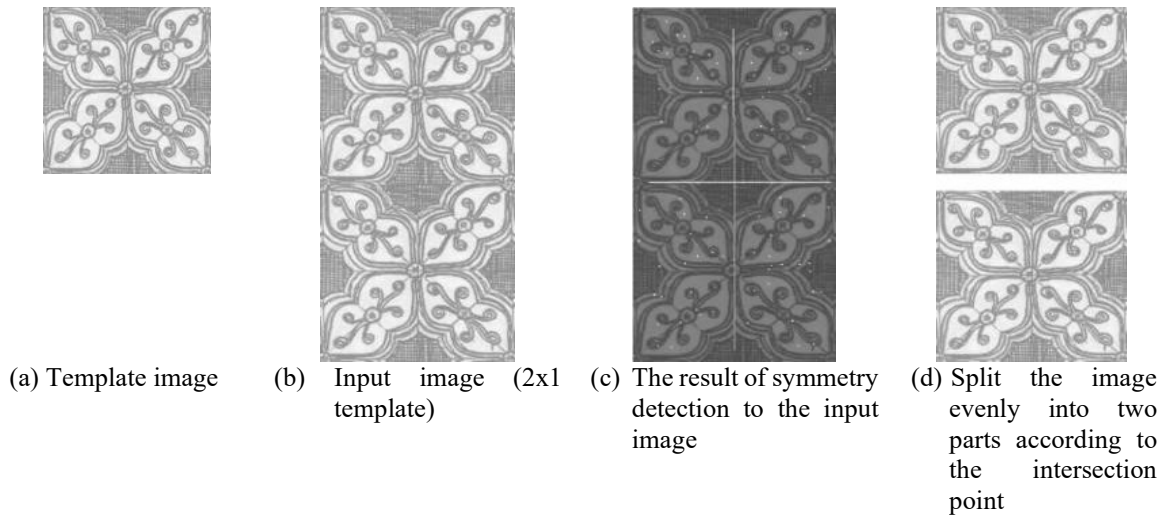 (a) Template image
(b) Input image (2x1
template)
(c) The result of symmetry
detection to the input
image
(d) Split the image
evenly into two
parts according to
the intersection
point